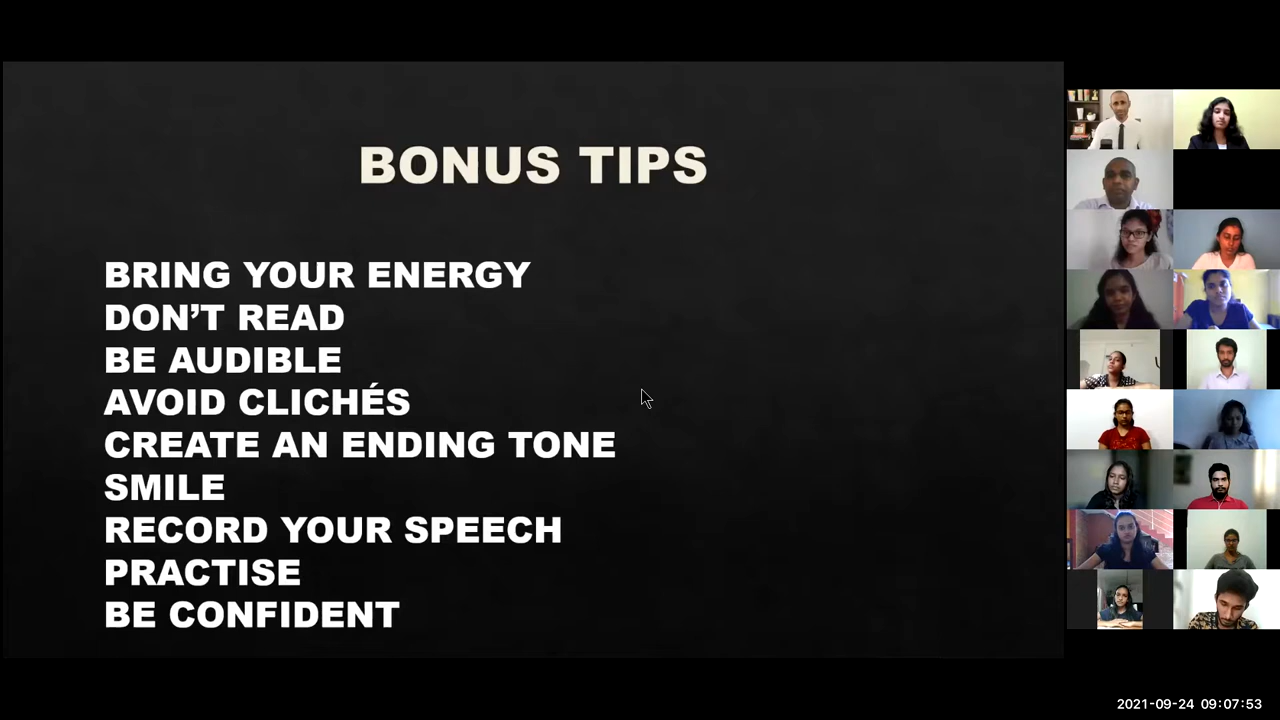 BONUS TIPS
BRING YOUR ENERGY
DON’T READ
BE AUDIBLE
AVOID CLICHÉS
CREATE AN ENDING TONE
SMILE
RECORD YOUR SPEECH
PRACTISE
BE CONFIDENT
2021-09-24 09:07:53